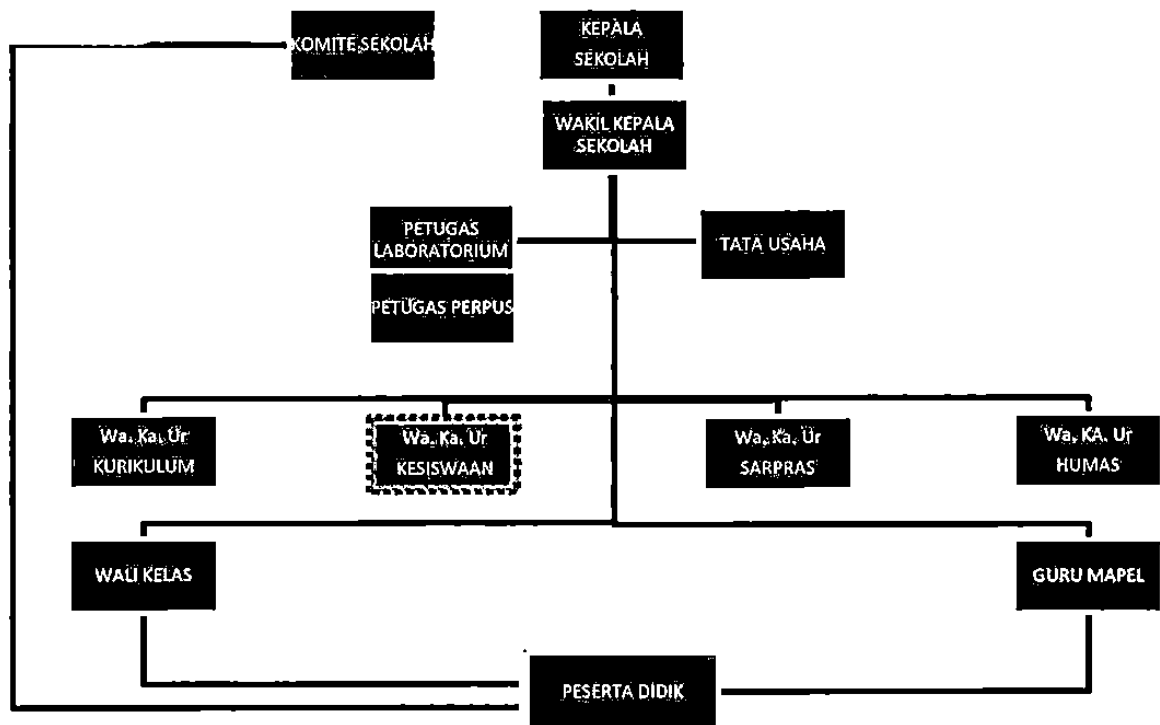 KOMITE SEKOLAH
KEPALA
SEKOLAH
WAKIL KEPALA
SEKOLAH
PETUGAS
LABORATORIUM
TATA USAHA
PETUGAS PERPUS
Wa. Ka. Ur
KURIKULUM
Wa. Ka. Ur
KESISWAAN
Wa. Ka. Ur
SARPRAS
Wa. KA. Ur
HUMAS
WALI KELAS
GURU MAPEL
PESERTA DIDIK